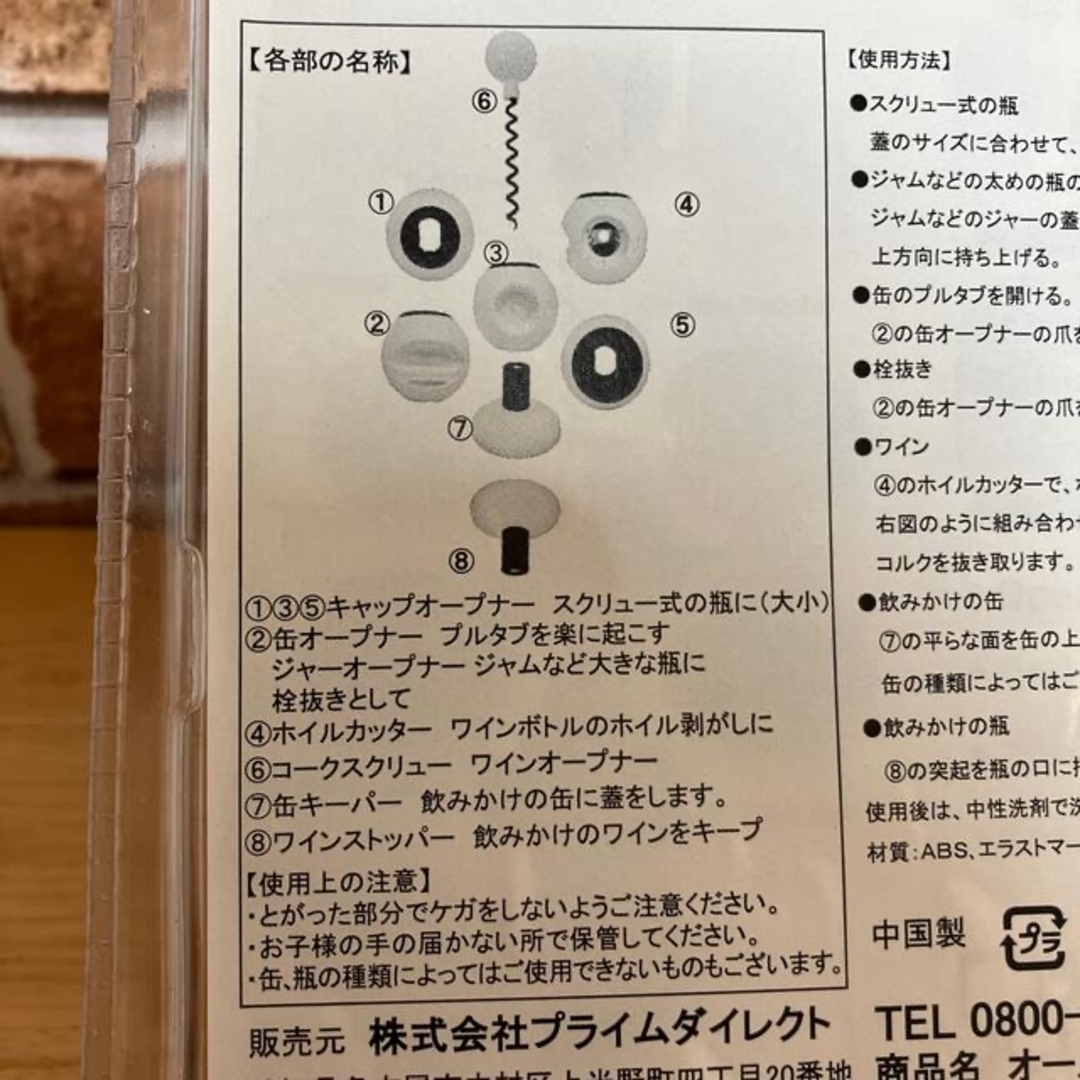 【各部の名称】
⑥
①
④
③
②
⑤
⑦
⑧
①③⑤キャップオープナー スクリュー式の瓶に(大小)
②缶オープナー プルタブを楽に起こす
ジャーオープナー ジャムなど大きな瓶に
栓抜きとして
④ホイルカッター ワインボトルのホイル剥がしに
⑥コークスクリュー ワインオープナー
⑦缶キーパー 飲みかけの缶に蓋をします。
⑧ワインストッパー 飲みかけのワインをキープ
【使用上の注意】
・とがった部分でケガをしないようご注意ください。
・お子様の手の届かない所で保管してください。
・缶、瓶の種類によってはご使用できないものもございます。
【使用方法】
●スクリュー式の瓶
蓋のサイズに合わせて、
●ジャムなどの太めの瓶の
ジャムなどのジャーの蓋
上方向に持ち上げる。
●缶のプルタブを開ける。
②の缶オープナーの爪を
●栓抜き
②の缶オープナーの爪を
●ワイン
④のホイルカッターで、
右図のように組み合わせ
コルクを抜き取ります。
●飲みかけの缶
⑦の平らな面を缶の上
缶の種類によってはご
●飲みかけの瓶
⑧の突起を瓶の口に
使用後は、中性洗剤で洗
材質:ABS、エラストマー
中国製 プラ
販売元 株式会社プライムダイレクト
TEL 0800-
商品名 オー
町四丁目20番地